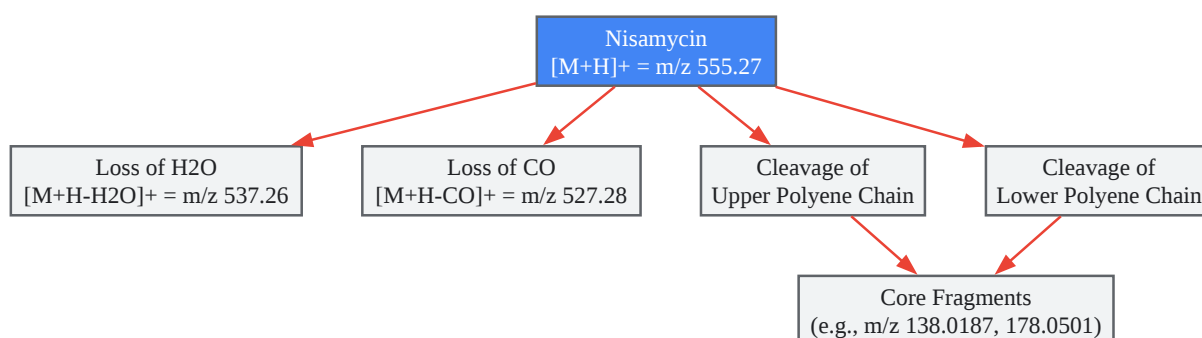 Nisamycin
[M+H]+ = m/z 555.27
Loss of H2O
[M+H-H2O]+ = m/z 537.26
Loss of CO
[M+H-CO]+ = m/z 527.28
Cleavage of
Upper Polyene Chain
Cleavage of
Lower Polyene Chain
Core Fragments
(e.g., m/z 138.0187, 178.0501)